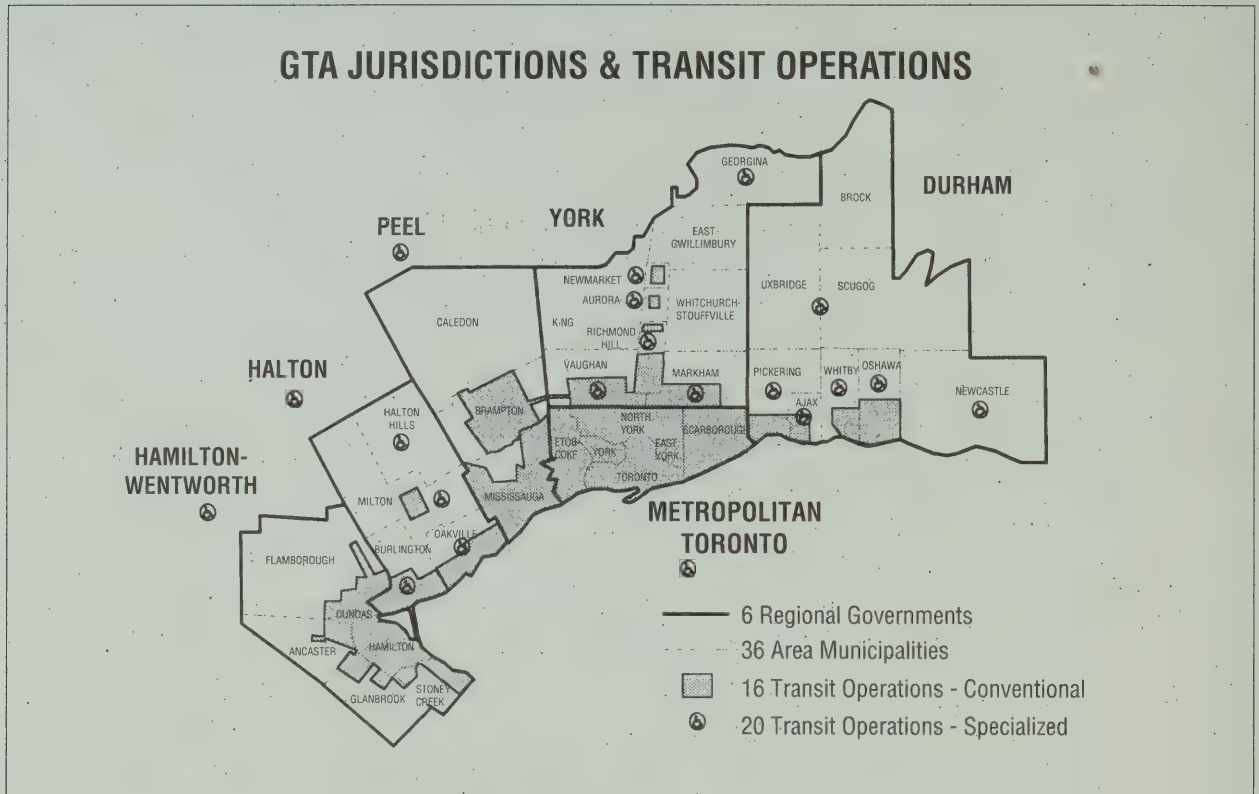 GTA JURISDICTIONS & TRANSIT OPERATIONS
GEORGINA
DURHAM
BROCK
PEEL
YORK
EAST
GWILLIMBURY
NEWMARKET
UXBRIDGE
SCUGOG
AURORA
WHITCHURCH-
STOUFFVILLE
CALEDON
KING
RICHMOND
HILL
HALTON
VAUGHAN
MARKHAM
PICKERING
WHITBY
OSHAWA
NEWCASTLE
AJAX
HALTON
HILLS
BRAMPTON
NORTH
YORK
SCARBOROUGH
ETOB-
COKE
YORK
EAST
YORK
HAMILTON-
WENTWORTH
TORONTO
MILTON
MISSISSAUGA
METROPOLITAN
TORONTO
OAKVILLE
BURLINGTON
FLAMBOROUGH
DUNDAS
HAMILTON
ANCASTER
GLANBROOK
STONEY
CREEK
6 Regional Governments
36 Area Municipalities
16 Transit Operations - Conventional
20 Transit Operations - Specialized